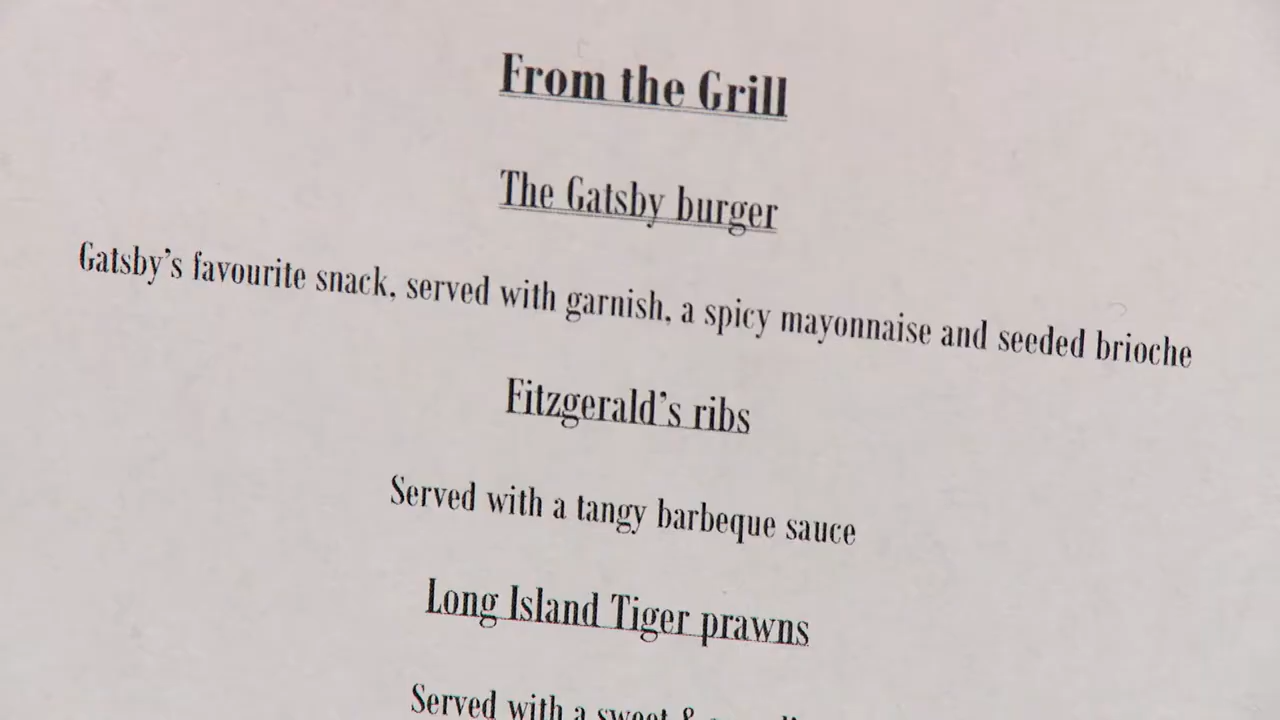 From the Grill
The Gatsby burger
Gatsby's favourite snack, served with garnish, a spicy mayonnaise and seeded brioche
Fitzgerald's ribs
Served with a tangy barbeque sauce
Long Island Tiger prawns
Served with a sweet &